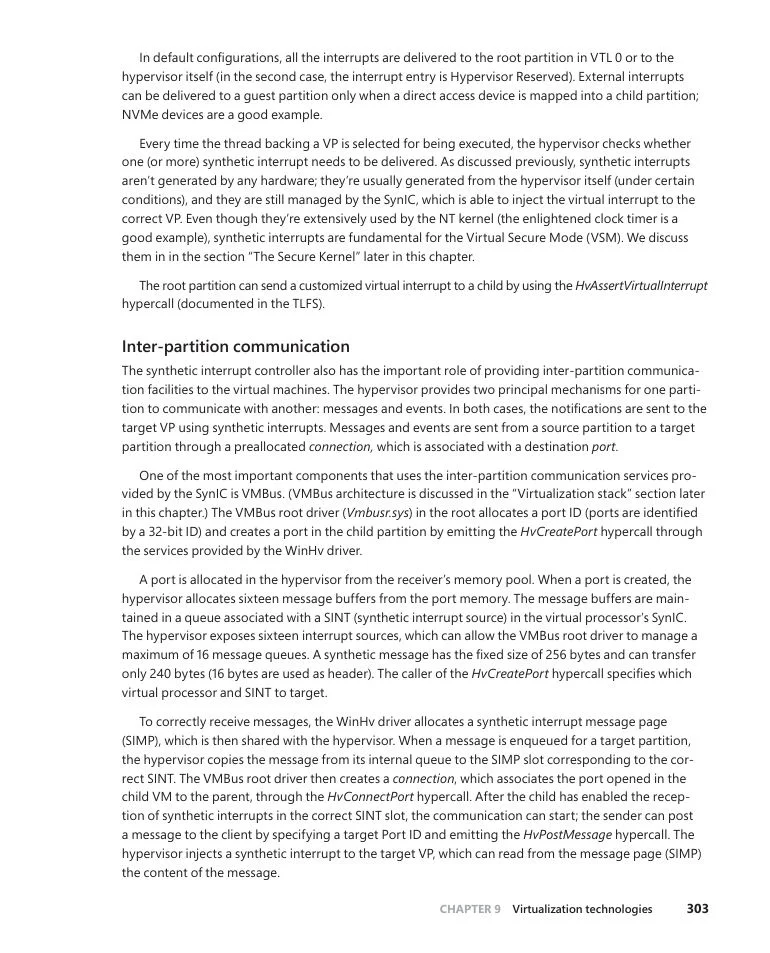 In default configurations, all the interrupts are delivered to the root partition in VTL 0 or to the
hypervisor itself (in the second case, the interrupt entry is Hypervisor Reserved). External interrupts
can be delivered to a guest partition only when a direct access device is mapped into a child partition;
NVMe devices are a good example.
Every time the thread backing a VP is selected for being executed, the hypervisor checks whether
one (or more) synthetic interrupt needs to be delivered. As discussed previously, synthetic interrupts
aren’t generated by any hardware; they’re usually generated from the hypervisor itself (under certain
conditions), and they are still managed by the SynIC, which is able to inject the virtual interrupt to the
correct VP. Even though they’re extensively used by the NT kernel (the enlightened clock timer is a
good example), synthetic interrupts are fundamental for the Virtual Secure Mode (VSM). We discuss
them in in the section “The Secure Kernel” later in this chapter.
The root partition can send a customized virtual interrupt to a child by using the HvAssertVirtualInterrupt
hypercall (documented in the TLFS).
Inter-partition communication
The synthetic interrupt controller also has the important role of providing inter-partition communica-
tion facilities to the virtual machines. The hypervisor provides two principal mechanisms for one parti-
tion to communicate with another: messages and events. In both cases, the notifications are sent to the
target VP using synthetic interrupts. Messages and events are sent from a source partition to a target
partition through a preallocated connection, which is associated with a destination port.
One of the most important components that uses the inter-partition communication services pro-
vided by the SynIC is VMBus. (VMBus architecture is discussed in the “Virtualization stack” section later
in this chapter.) The VMBus root driver (Vmbusr.sys) in the root allocates a port ID (ports are identified
by a 32-bit ID) and creates a port in the child partition by emitting the HvCreatePort hypercall through
the services provided by the WinHv driver.
A port is allocated in the hypervisor from the receiver’s memory pool. When a port is created, the
hypervisor allocates sixteen message buffers from the port memory. The message buffers are main-
tained in a queue associated with a SINT (synthetic interrupt source) in the virtual processor’s SynIC.
The hypervisor exposes sixteen interrupt sources, which can allow the VMBus root driver to manage a
maximum of 16 message queues. A synthetic message has the fixed size of 256 bytes and can transfer
only 240 bytes (16 bytes are used as header). The caller of the HvCreatePort hypercall specifies which
virtual processor and SINT to target.
To correctly receive messages, the WinHv driver allocates a synthetic interrupt message page
(SIMP), which is then shared with the hypervisor. When a message is enqueued for a target partition,
the hypervisor copies the message from its internal queue to the SIMP slot corresponding to the cor-
rect SINT. The VMBus root driver then creates a connection, which associates the port opened in the
child VM to the parent, through the HvConnectPort hypercall. After the child has enabled the recep-
tion of synthetic interrupts in the correct SINT slot, the communication can start; the sender can post
a message to the client by specifying a target Port ID and emitting the HvPostMessage hypercall. The
hypervisor injects a synthetic interrupt to the target VP, which can read from the message page (SIMP)
the content of the message.
CHAPTER 9 Virtualization technologies 303